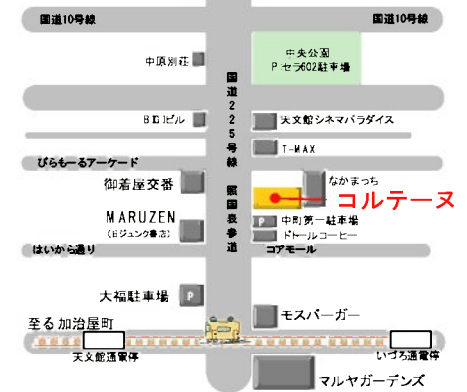 国道10号線
国道10号線
中原別荘
中央公園
P セラ602駐車場
国道225号線 照国表参道
BIGIビル
天文館シネマパラダイス
T-MAX
ぴらもーるアーケード
御着屋交番
なかまっち
コルテーヌ
MARUZEN
(旧ジュンク書店)
P
中町第一駐車場
ドトールコーヒー
はいから通り
コアモール
大福駐車場
P
モスバーガー
至る 加治屋町
天文館通電停
いづろ通電停
マルヤガーデンズ